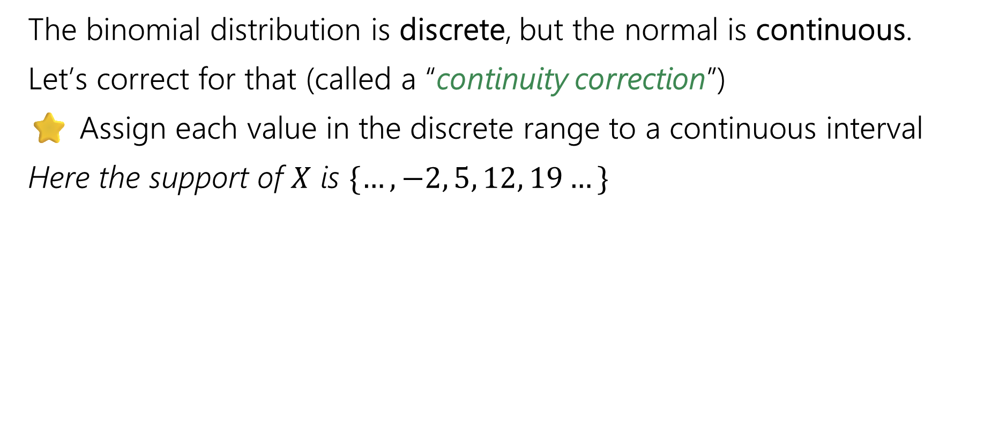 The binomial distribution is discrete, but the normal is continuous.
Let’s correct for that (called a “continuity correction”)
Assign each value in the discrete range to a continuous interval
Here the support of X is {…, −2, 5, 12, 19 …}